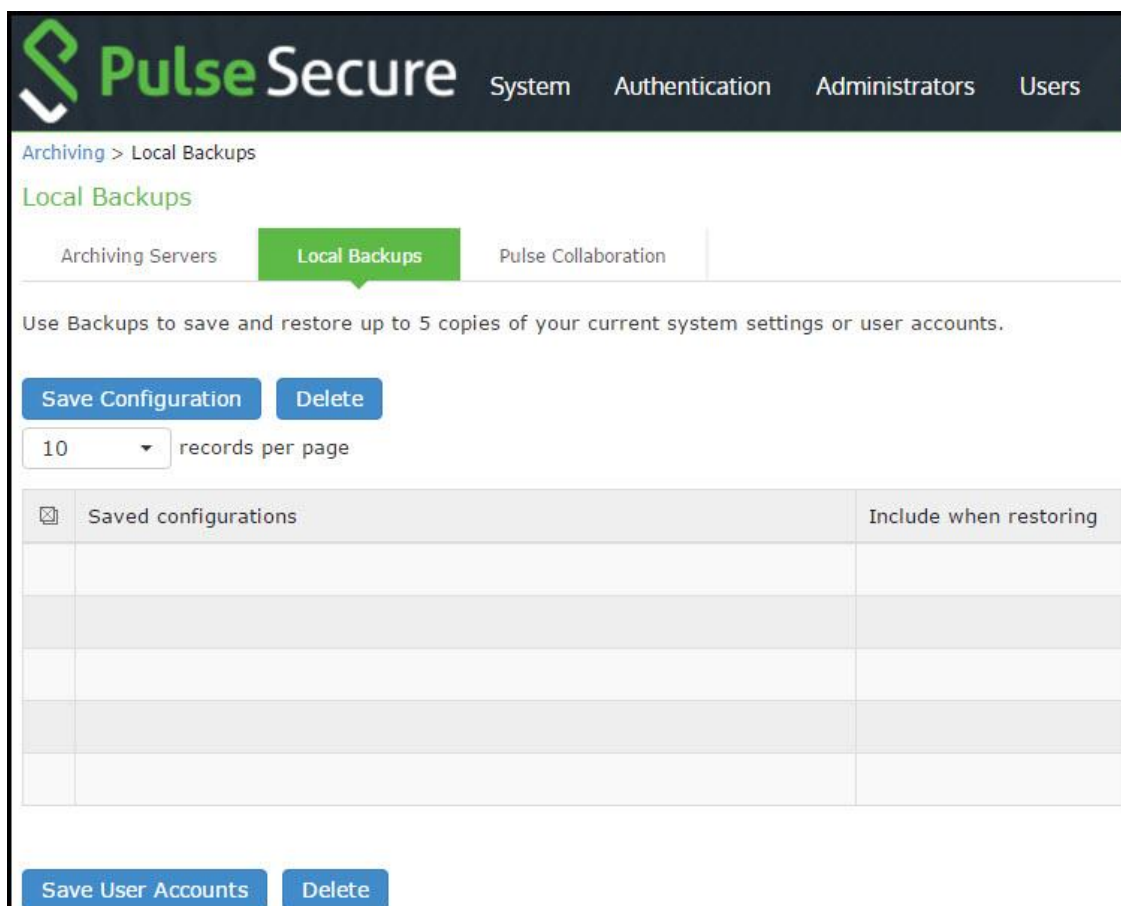 Pulse Secure System Authentication Administrators Users
Archiving > Local Backups
Local Backups
Archiving Servers Local Backups Pulse Collaboration
Use Backups to save and restore up to 5 copies of your current system settings or user accounts.
Save Configuration Delete
10 records per page
Saved configurations Include when restoring
Save User Accounts Delete